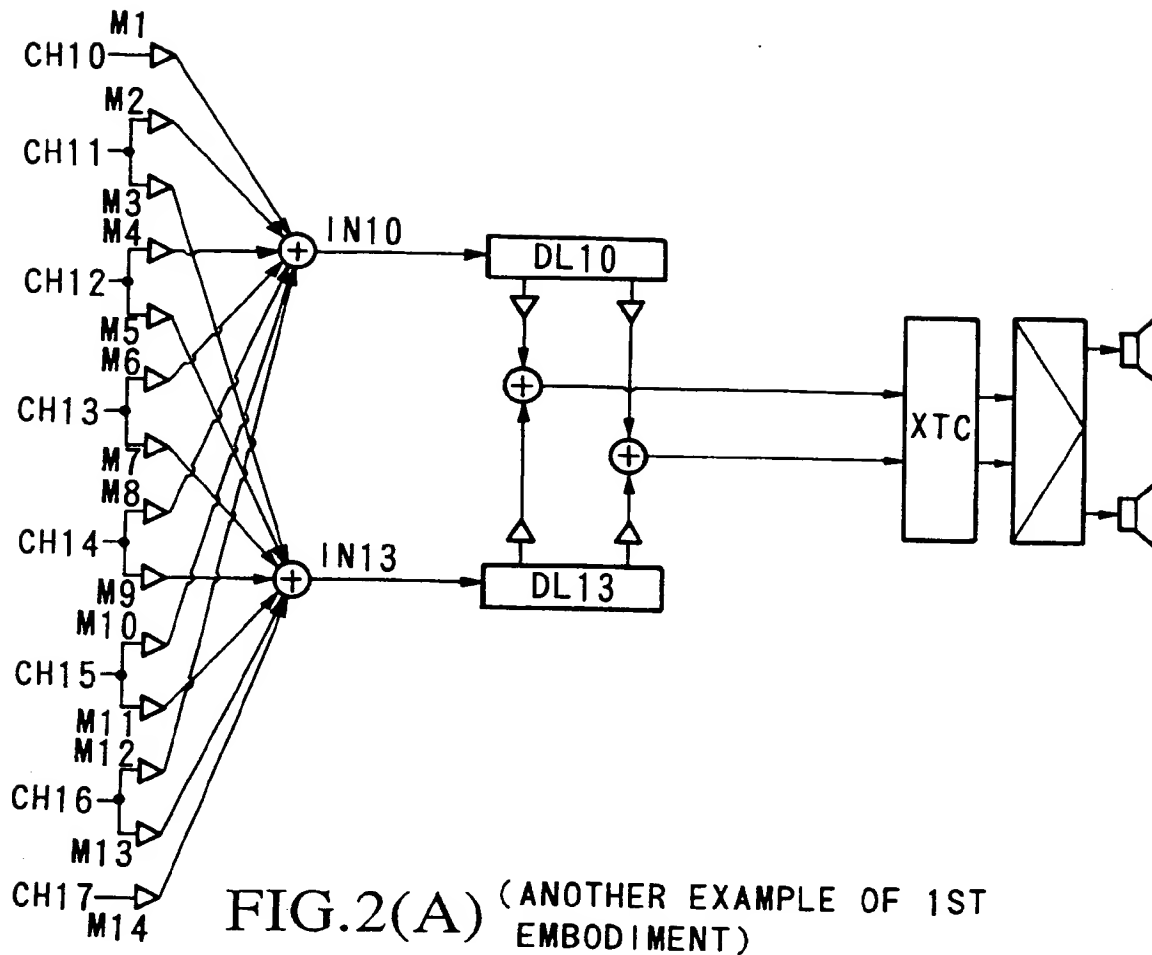 M1
CH10
M2
CH11
M3
M4
IN10
DL10
CH12
M5
M6
CH13
XTC
M7
M8
CH14
IN13
DL13
M9
M10
CH15
M11
M12
CH16
M13
CH17
M14
FIG.2(A) (ANOTHER EXAMPLE OF 1ST
EMBODIMENT)